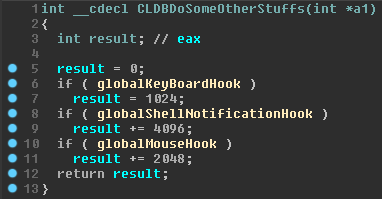 1 int __cdecl CLDBDoSomeOtherStuffs(int *a1)
2 {
3   int result; // eax
4
5   result = 0;
6   if ( globalKeyBoardHook )
7     result = 1024;
8   if ( globalShellNotificationHook )
9     result += 4096;
10   if ( globalMouseHook )
11     result += 2048;
12   return result;
13 }